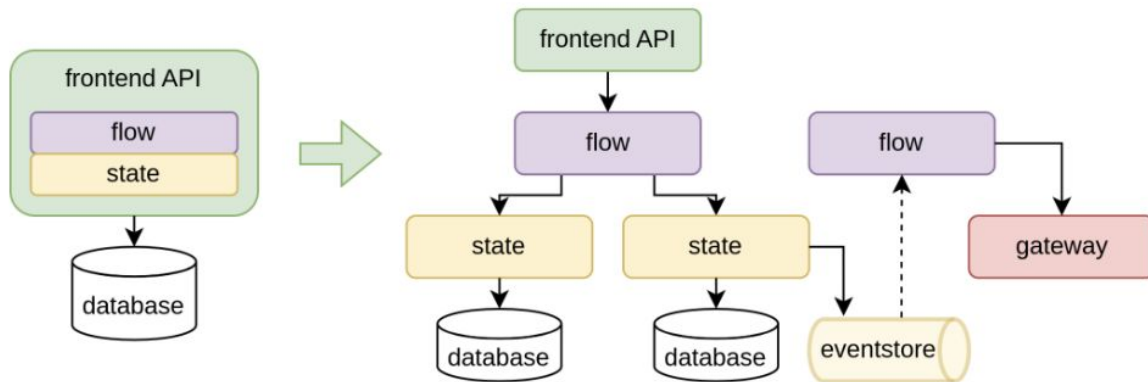 frontend API
flow
state
database
frontend API
flow
flow
state
state
gateway
database
database
eventstore